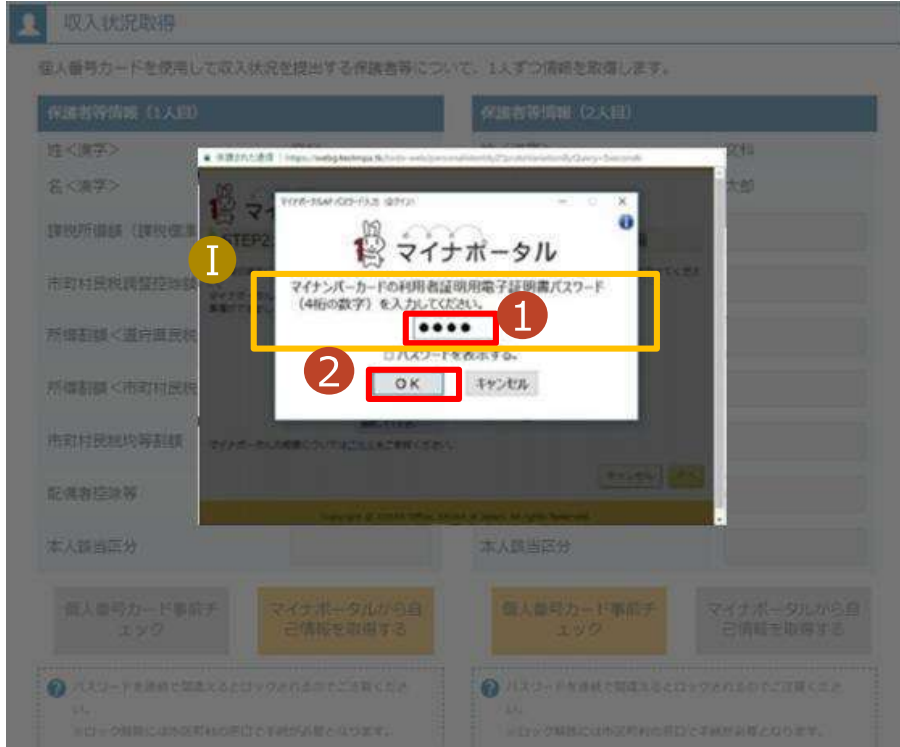 収入状況取得
個人番号カードを使用して収入状況を提出する保護者等について、1人ずつ情報を取得します。
保護者等情報（1人目）
保護者等情報（2人目）
姓<漢字>
文科
名<漢字>
太郎
マイナポータル
I
マイナンバーカードの利用者証明用電子証明書パスワード
（4桁の数字）を入力してください。
●●●●
1
□パスワードを表示する。
2
OK
キャンセル
市町村民税調整控除額
所得割額<道府県民税
所得割額<市町村民税
市町村民税均等割額
配偶者控除等
本人該当区分
本人該当区分
個人番号カード事前チ
ェック
マイナポータルから自
己情報を取得する
個人番号カード事前チ
ェック
マイナポータルから自
己情報を取得する
パスワードを連続で間違えるとロックされるのでご注意くださ
い。
※ロック解除には市区町村の窓口で手続が必要となります。
パスワードを連続で間違えるとロックされるのでご注意くださ
い。
※ロック解除には市区町村の窓口で手続が必要となります。